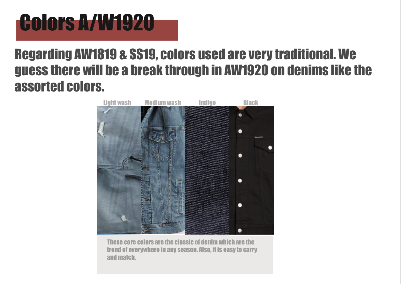 Colors A/W1920
Regarding AW1819 & SS19, colors used are very traditional. We
guess there will be a break through in AW1920 on denims like the
assorted colors.
Light wash Medium wash Indigo Black
These core colors are the classic of denim which are the
trend of everywhere in any season. Also, it is easy to carry
and match.